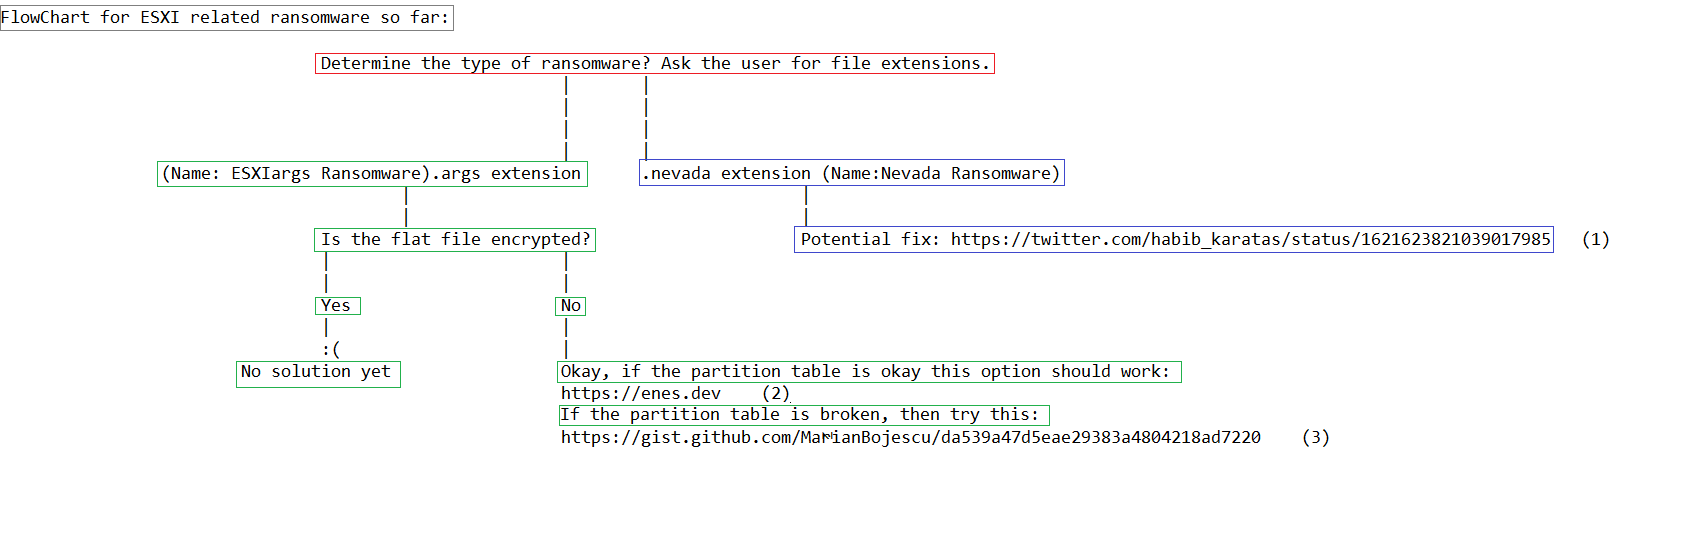 FlowChart for ESXI related ransomware so far:
Determine the type of ransomware? Ask the user for file extensions.
(Name: ESXIargs Ransomware).args extension
.nevada extension (Name:Nevada Ransomware)
Is the flat file encrypted?
Potential fix: https://twitter.com/habib_karatas/status/1621623821039017985 (1)
Yes
No
:(
No solution yet
Okay, if the partition table is okay this option should work:
https://enes.dev (2)
If the partition table is broken, then try this:
https://gist.github.com/MarianBojescu/da539a47d5eae29383a4804218ad7220 (3)